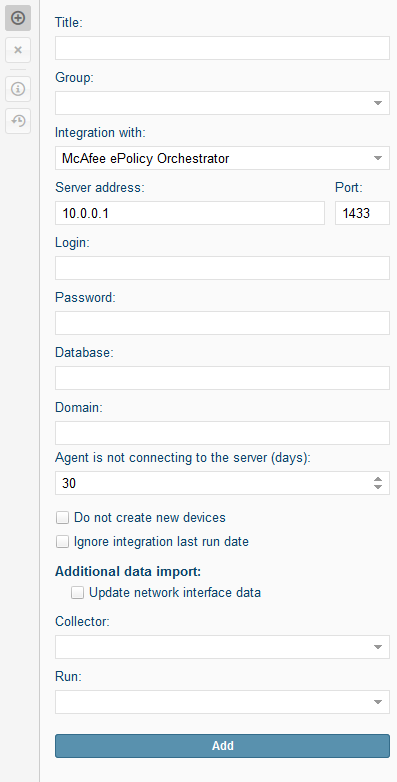 Title:
Group:
Integration with:
McAfee ePolicy Orchestrator
Server address: Port:
10.0.0.1 1433
Login:
Password:
Database:
Domain:
Agent is not connecting to the server (days):
30
Do not create new devices
Ignore integration last run date
Additional data import:
Update network interface data
Collector:
Run:
Add